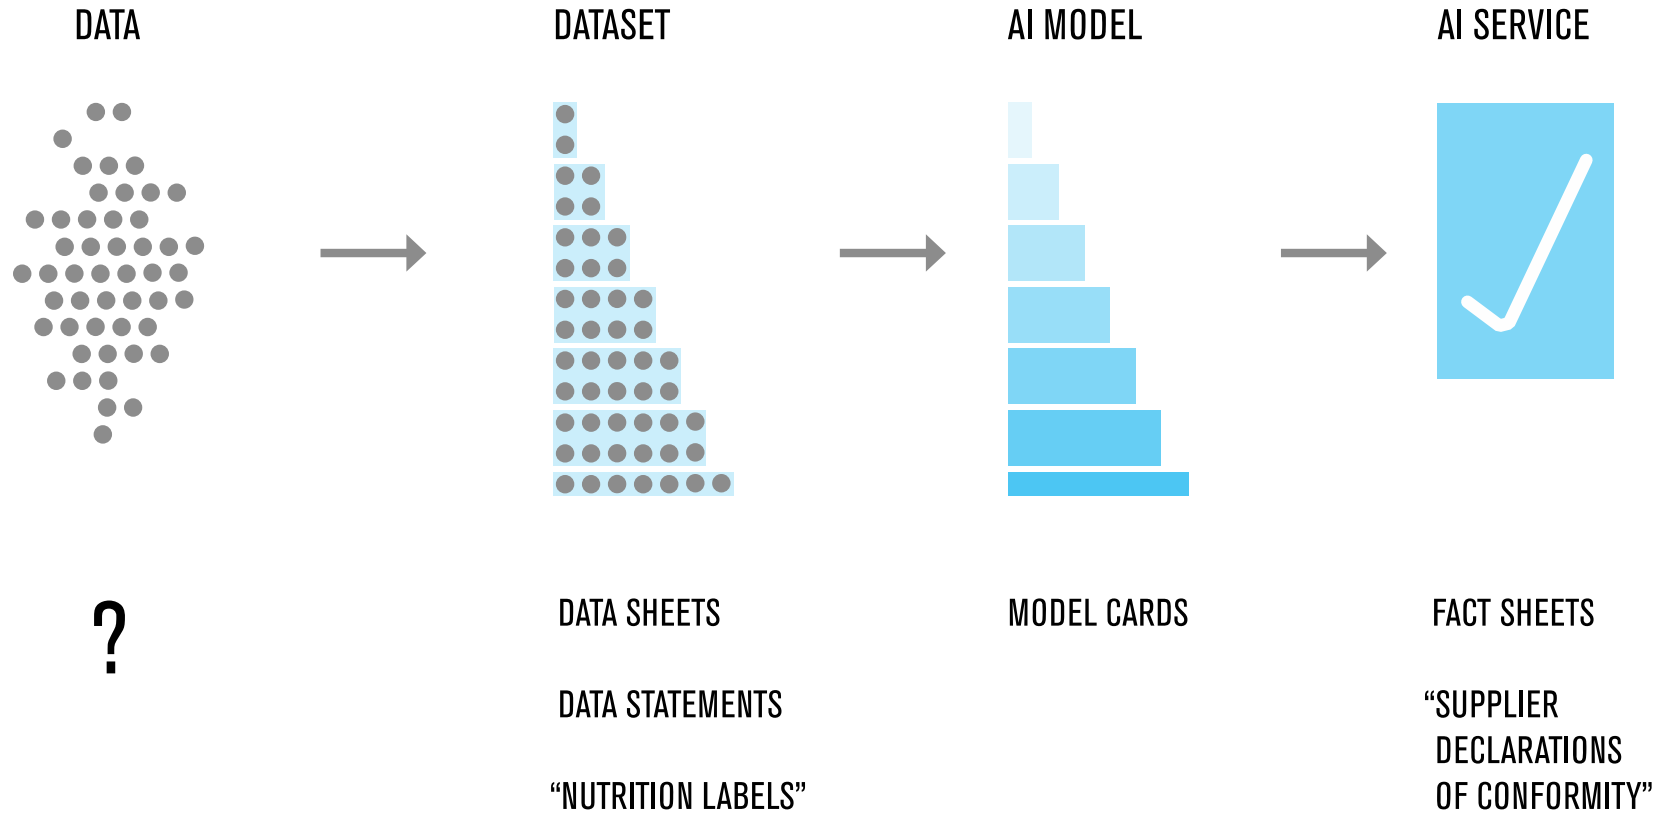 DATA
DATASET
AI MODEL
AI SERVICE
?
DATA SHEETS
MODEL CARDS
FACT SHEETS
DATA STATEMENTS
“SUPPLIER
DECLARATIONS
OF CONFORMITY”
“NUTRITION LABELS”